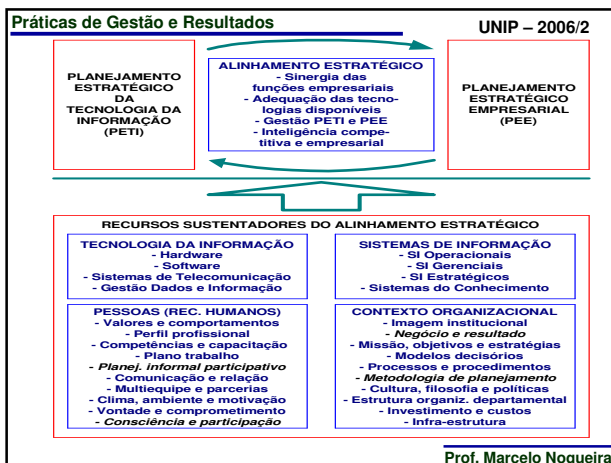 Práticas de Gestão e Resultados
UNIP – 2006/2
PLANEJAMENTO
ESTRATÉGICO
DA
TECNOLOGIA DA
INFORMAÇÃO (PETI)
ALINHAMENTO ESTRATÉGICO
- Sinergia das
funções empresariais
- Adequação das tecno-
logias disponíveis
- Gestão PETI e PEE
- Inteligência compe-
titiva e empresarial
PLANEJAMENTO
ESTRATÉGICO
EMPRESARIAL (PEE)
RECURSOS SUSTENTADORES DO ALINHAMENTO ESTRATÉGICO
TECNOLOGIA DA INFORMAÇÃO
- Hardware
- Software
- Sistemas de Telecomunicação
- Gestão Dados e Informação
SISTEMAS DE INFORMAÇÃO
- SI Operacionais
- SI Gerenciais
- SI Estratégicos
- Sistemas do Conhecimento
PESSOAS (REC. HUMANOS)
- Valores e comportamentos
- Perfil profissional
- Competências e capacitação
- Plano trabalho
- Planej. informal participativo
- Comunicação e relação
- Multiequipe e parcerias
- Clima, ambiente e motivação
- Vontade e comprometimento
- Consciência e participação
CONTEXTO ORGANIZACIONAL
- Imagem institucional
- Negócio e resultado
- Missão, objetivos e estratégias
- Modelos decisórios
- Processos e procedimentos
- Metodologia de planejamento
- Cultura, filosofia e políticas
- Estrutura organiz. departamental
- Investimento e custos
- Infra-estrutura
Prof. Marcelo Nogueira